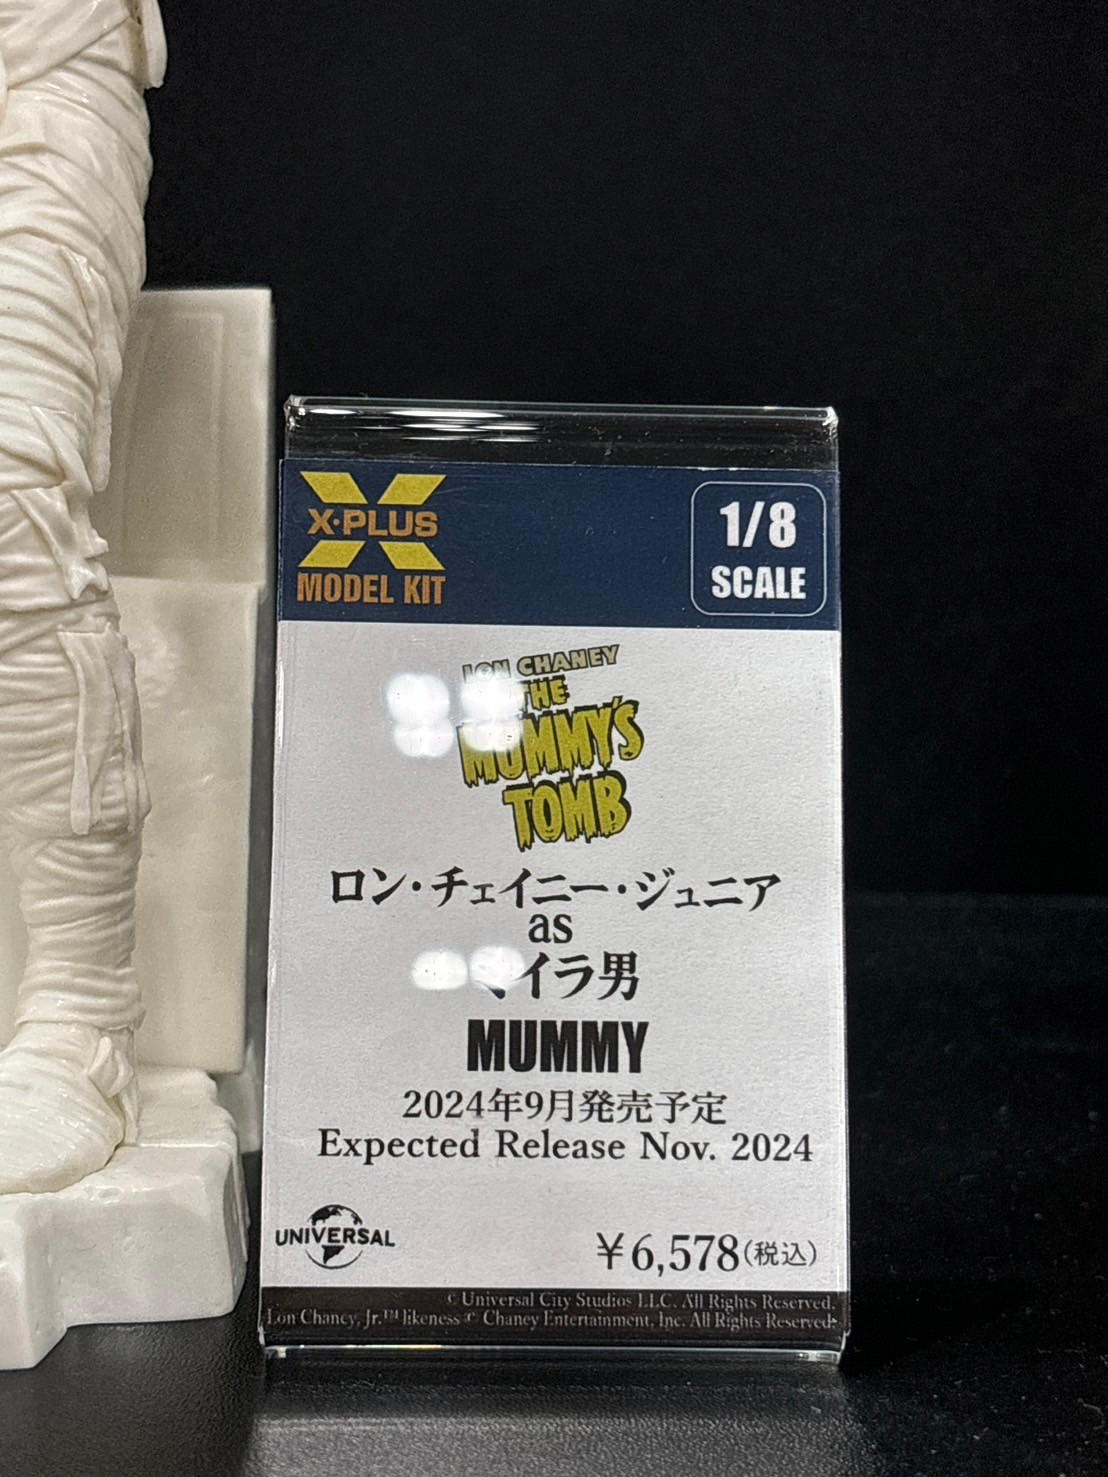 X·PLUS
MODEL KIT
1/8
SCALE
LON CHANEY
THE
MUMMY'S
TOMB
ロン・チェイニー・ジュニア
as
ミイラ男
MUMMY
2024年9月発売予定
Expected Release Nov. 2024
UNIVERSAL
￥6,578(税込)
© Universal City Studios LLC. All Rights Reserved.
Lon Chaney, Jr.™ likeness © Chaney Entertainment, Inc. All Rights Reserved.